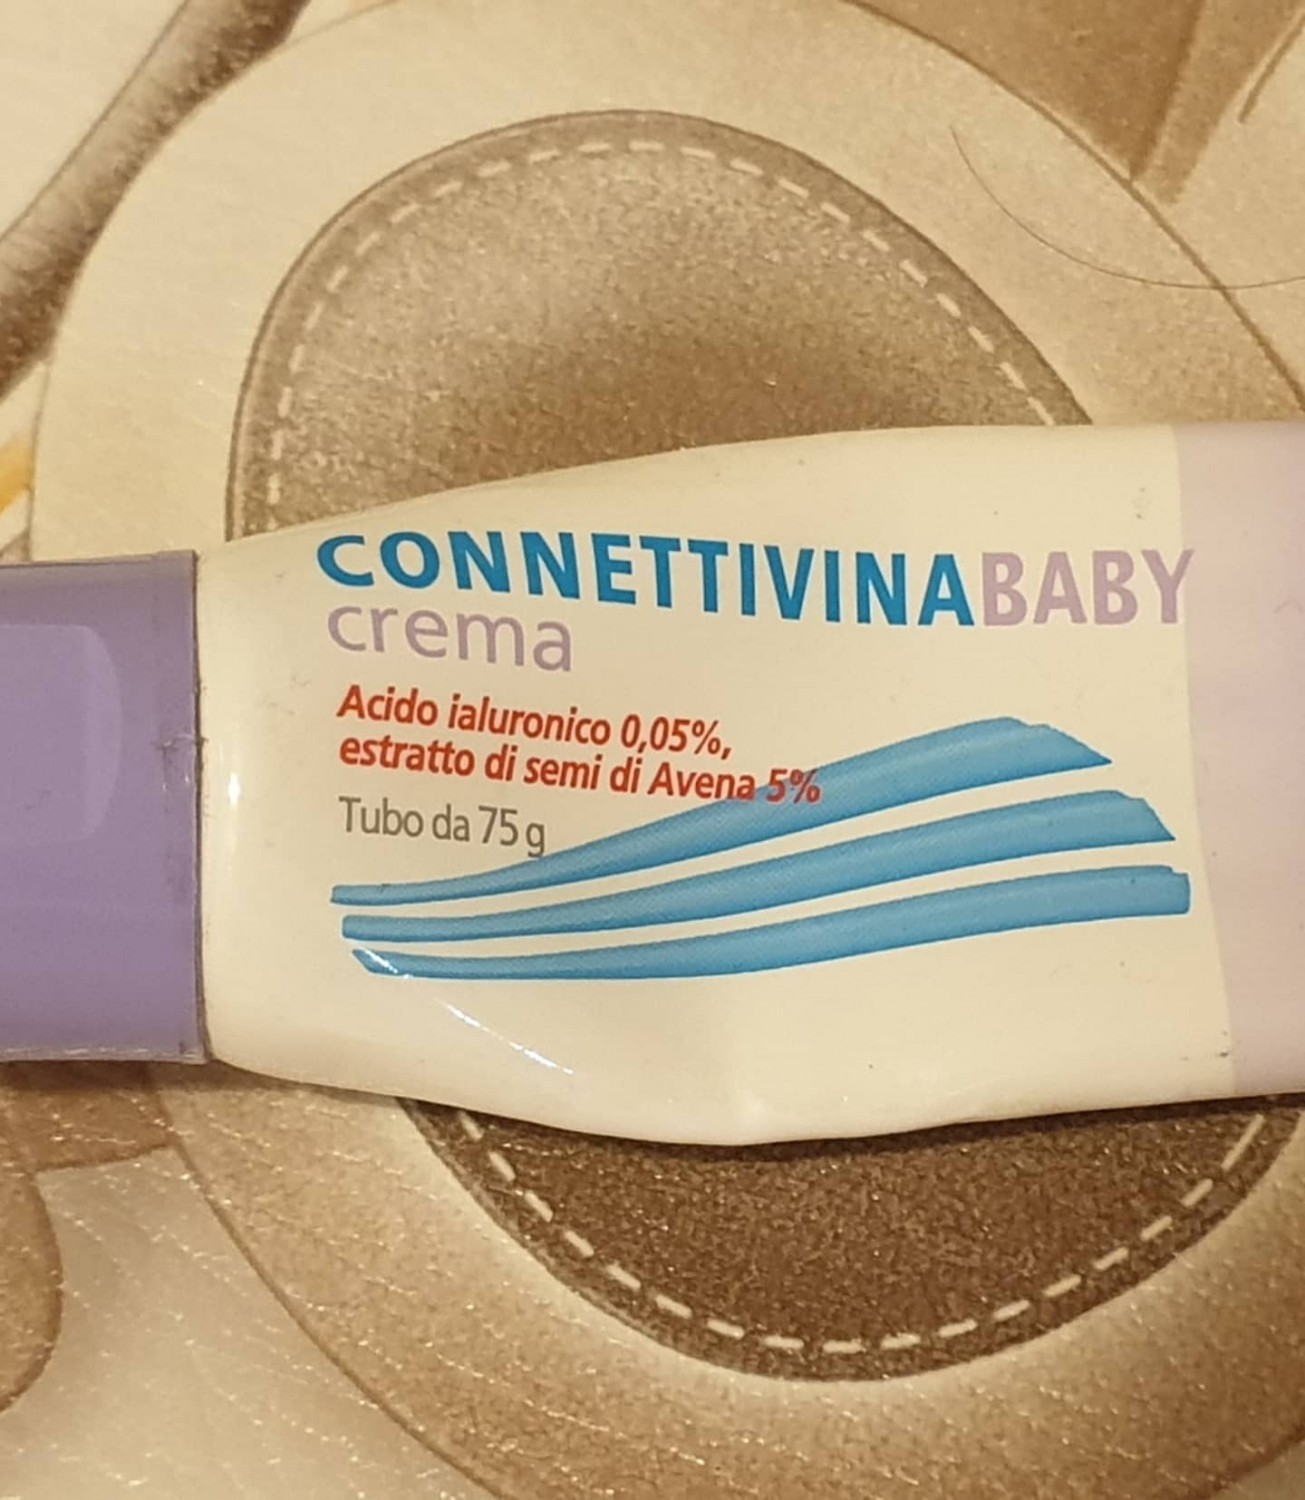 CONNETTIVINABABY
crema
Acido ialuronico 0,05%,
estratto di semi di Avena 5%
Tubo da 75 g